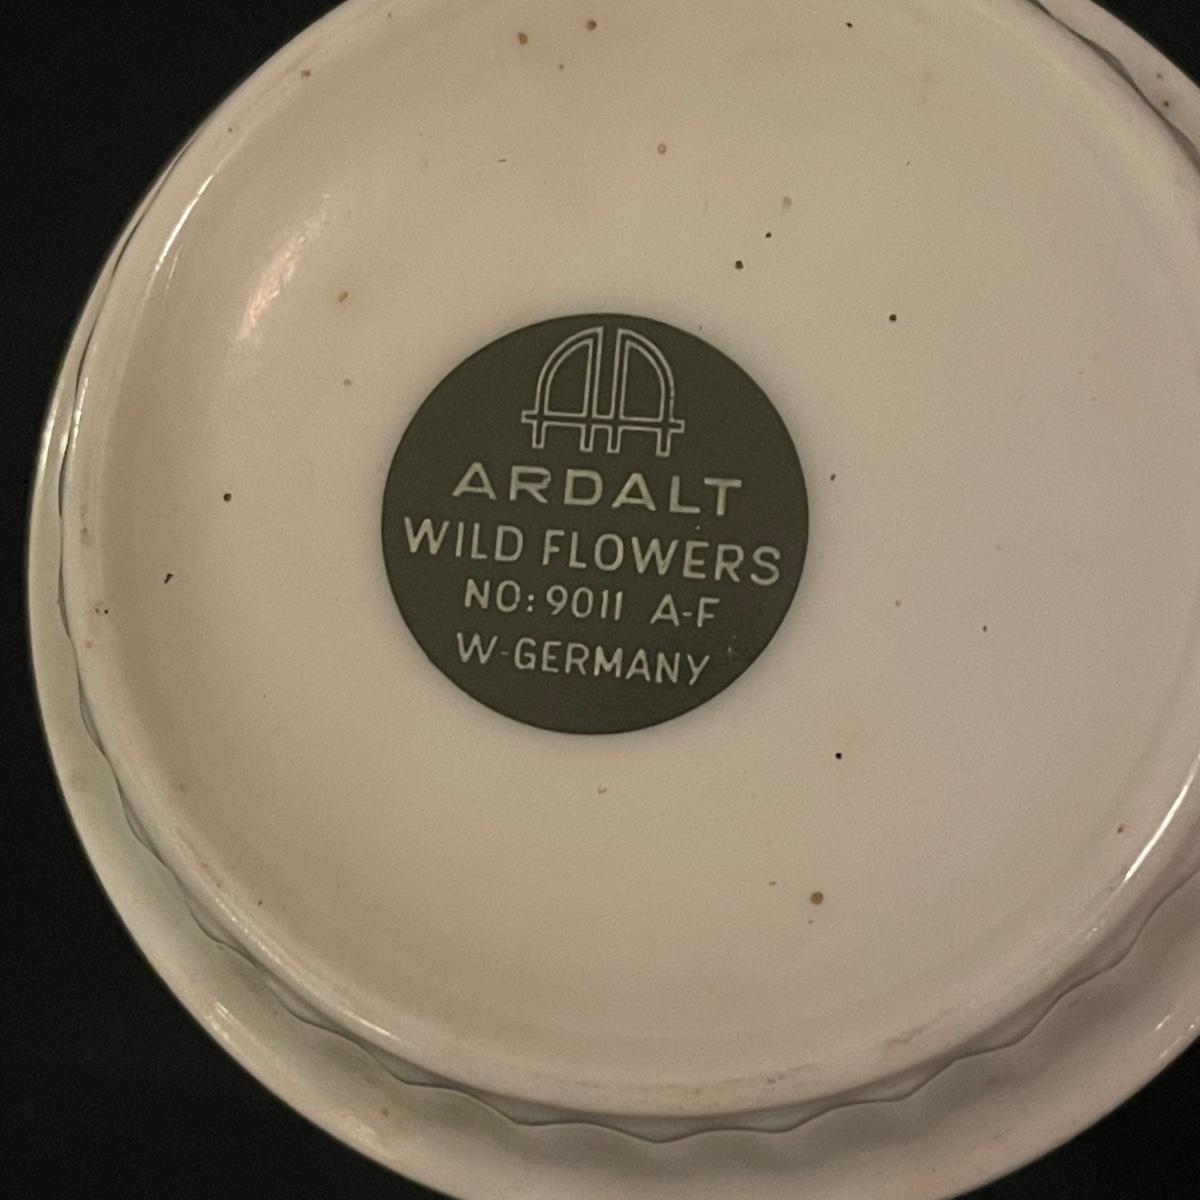 ARDALT
WILD FLOWERS
NO: 9011 A-F
W-GERMANY